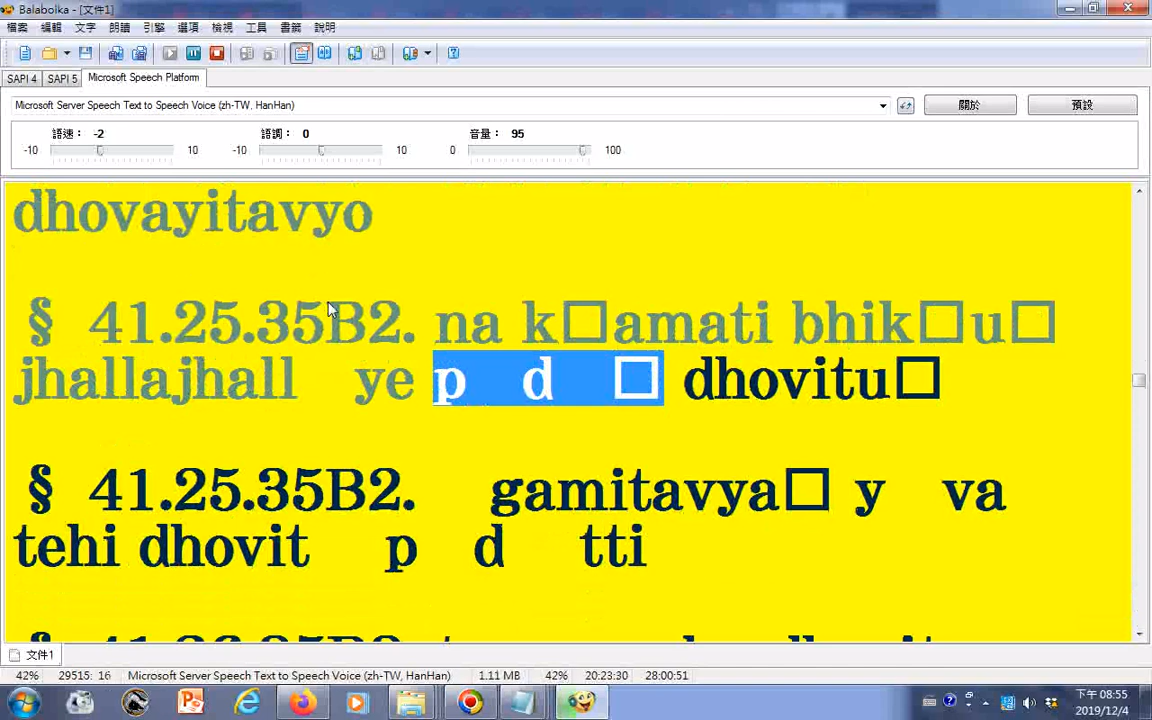 Balabolka - [文件1]
檔案 編輯 文字 朗讀 引擎 選項 檢視 工具 書籤 說明
SAPI 4 SAPI 5 Microsoft Speech Platform
Microsoft Server Speech Text to Speech Voice (zh-TW, HanHan) 關於 預設
語速： -2 語調： 0 音量： 95
-10 10 -10 10 0 100
dhovayitavyo
§ 41.25.35B2. na k□amati bhik□u□
jhallajhall ye p d □ dhovitu□
§ 41.25.35B2. gamitavya□ y va
tehi dhovit p d tti
文件1
42% 29515: 16 Microsoft Server Speech Text to Speech Voice (zh-TW, HanHan) 1.11 MB 42% 20:23:30 28:00:51
下午 08:55
2019/12/4